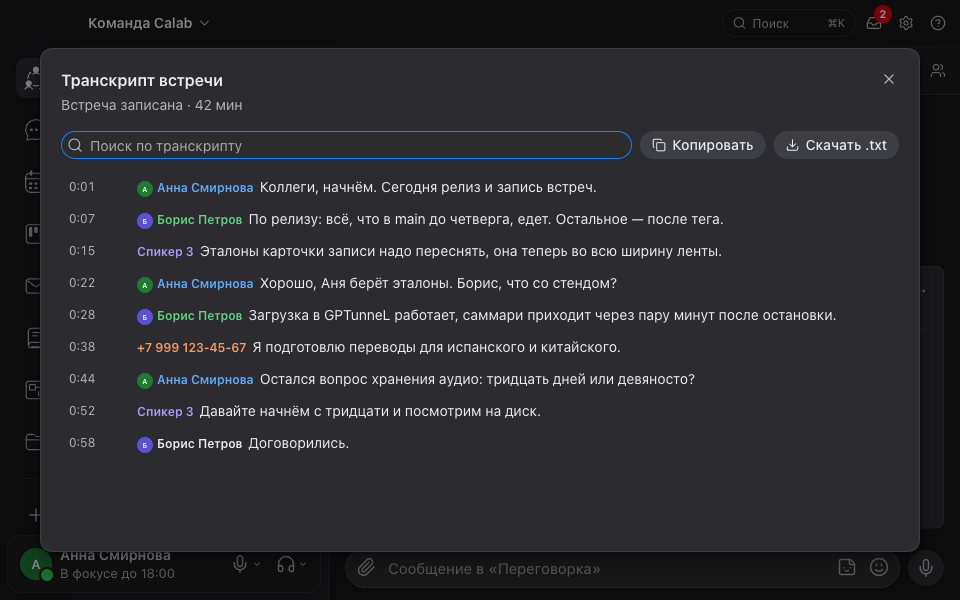 Команда Calab
Поиск
⌘K
2
Транскрипт встречи
Встреча записана · 42 мин
Поиск по транскрипту
Копировать
Скачать .txt
0:01 А Анна Смирнова Коллеги, начнём. Сегодня релиз и запись встреч.
0:07 Б Борис Петров По релизу: всё, что в main до четверга, едет. Остальное — после тега.
0:15 Спикер 3 Эталоны карточки записи надо переснять, она теперь во всю ширину ленты.
0:22 А Анна Смирнова Хорошо, Аня берёт эталоны. Борис, что со стендом?
0:28 Б Борис Петров Загрузка в GPTunneL работает, саммари приходит через пару минут после остановки.
0:38 +7 999 123-45-67 Я подготовлю переводы для испанского и китайского.
0:44 А Анна Смирнова Остался вопрос хранения аудио: тридцать дней или девяносто?
0:52 Спикер 3 Давайте начнём с тридцати и посмотрим на диск.
0:58 Б Борис Петров Договорились.
А
Анна Смирнова
В фокусе до 18:00
Сообщение в «Переговорка»